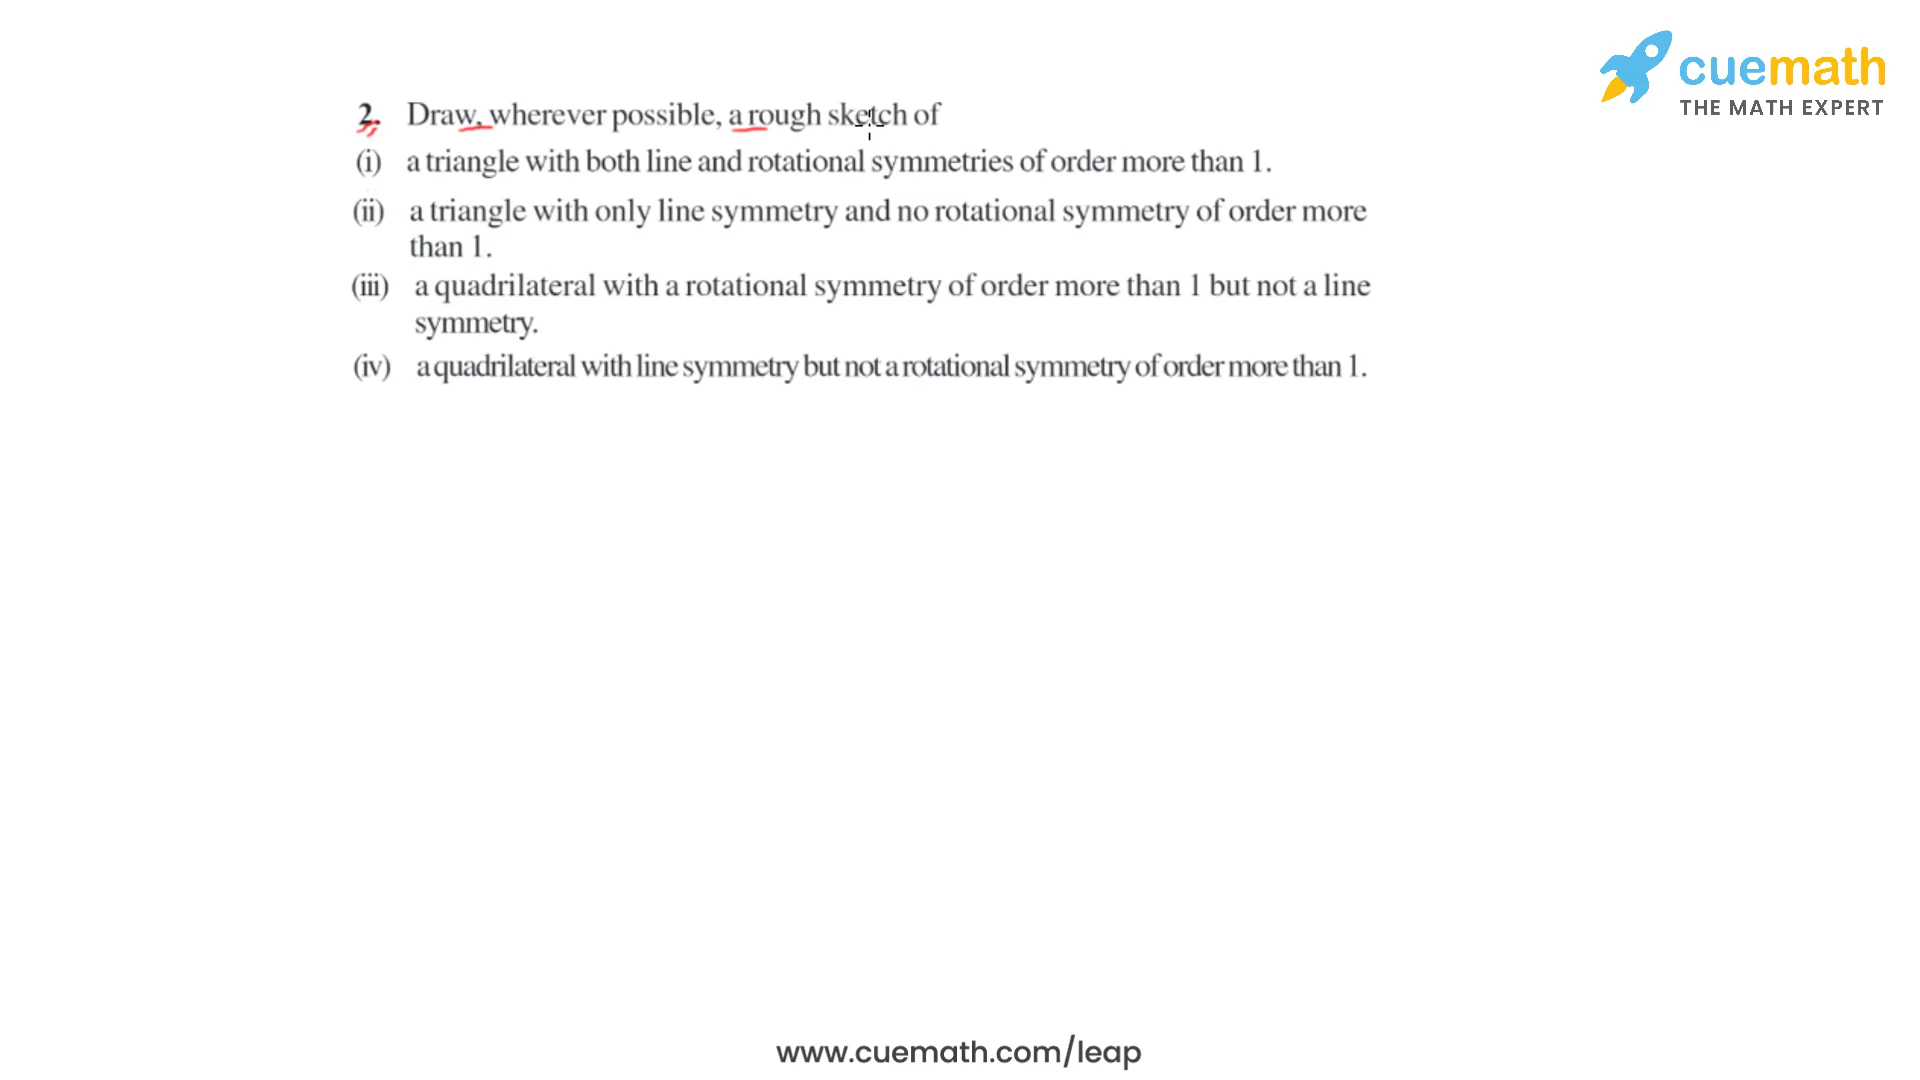 cuemath
THE MATH EXPERT
2. Draw, wherever possible, a rough sketch of
(i) a triangle with both line and rotational symmetries of order more than 1.
(ii) a triangle with only line symmetry and no rotational symmetry of order more
than 1.
(iii) a quadrilateral with a rotational symmetry of order more than 1 but not a line
symmetry.
(iv) a quadrilateral with line symmetry but not a rotational symmetry of order more than 1.
www.cuemath.com/leap